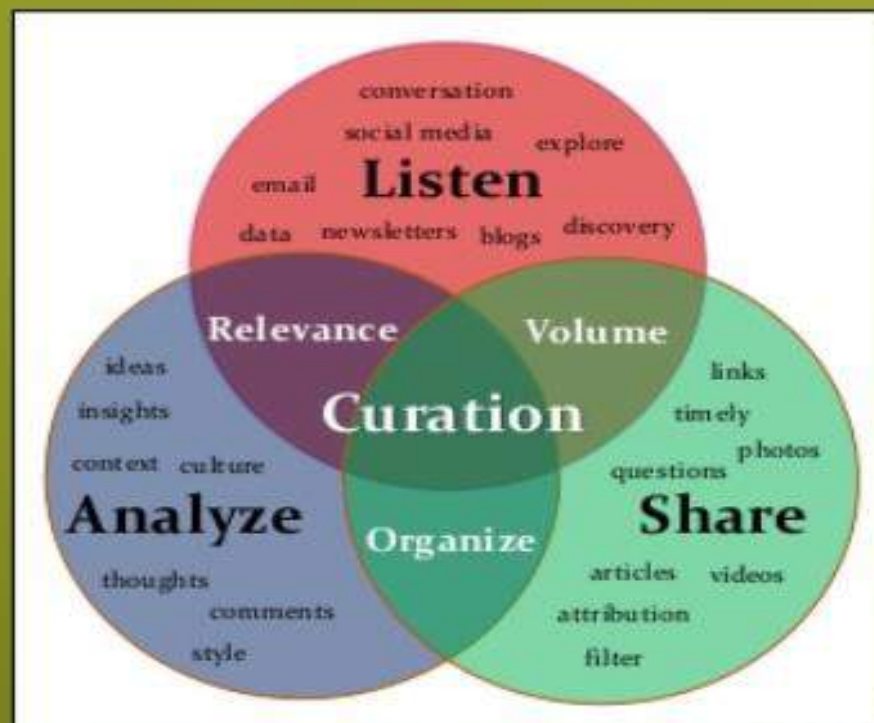 conversation
social media
explore
email
Listen
data
newsletters
blogs
discovery
Relevance
Volume
ideas
links
insights
timely
Curation
context
culture
questions
photos
Analyze
Share
Organize
thoughts
articles
videos
comments
attribution
style
filter